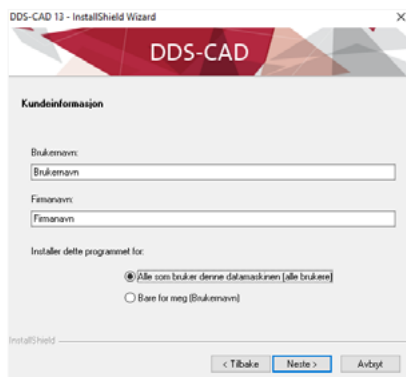 DDS-CAD 13 - InstallShield Wizard
DDS-CAD
Kundeinformasjon
Brukernavn:
Brukernavn
Firmanavn:
Firmanavn
Installer dette programmet for:
Alle som bruker denne datamaskinen (alle brukere)
Bare for meg (Brukernavn)
InstallShield
< Tilbake Neste > Avbryt